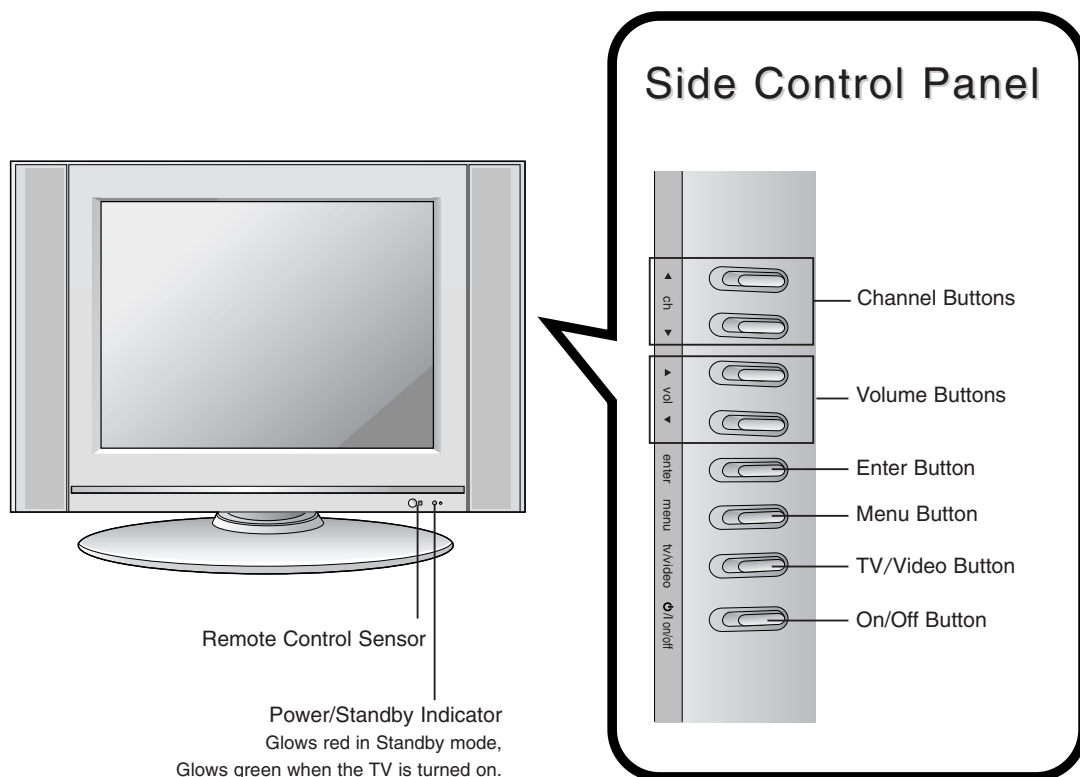 Side Control Panel
▲ ch ▼
▲ vol ▼
enter
menu
tv/video
⏻/I on/off
Channel Buttons
Volume Buttons
Enter Button
Menu Button
TV/Video Button
On/Off Button
Remote Control Sensor
Power/Standby Indicator
Glows red in Standby mode,
Glows green when the TV is turned on.